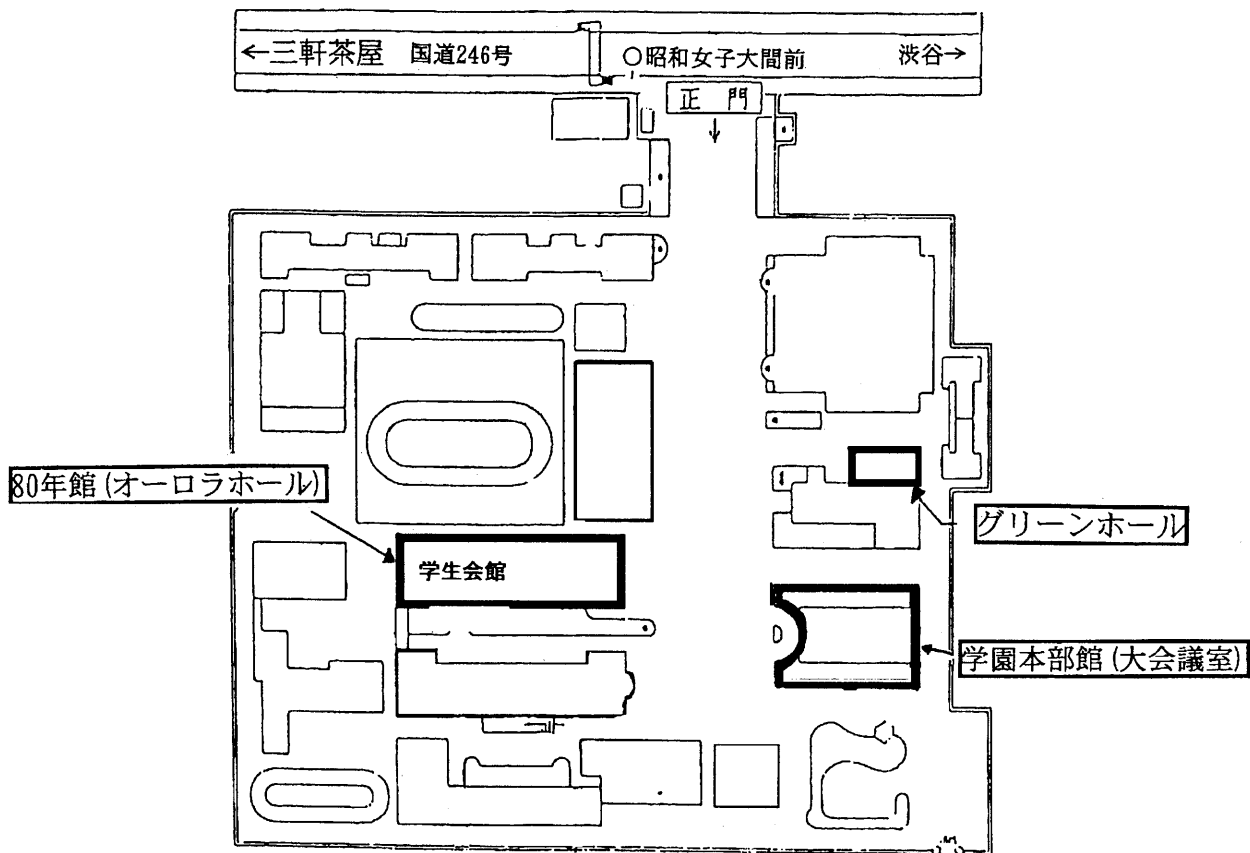 ←三軒茶屋 国道246号 ○昭和女子大間前 渋谷→
正 門
↓
80年館(オーロラホール)
グリーンホール
学生会館
学園本部館(大会議室)